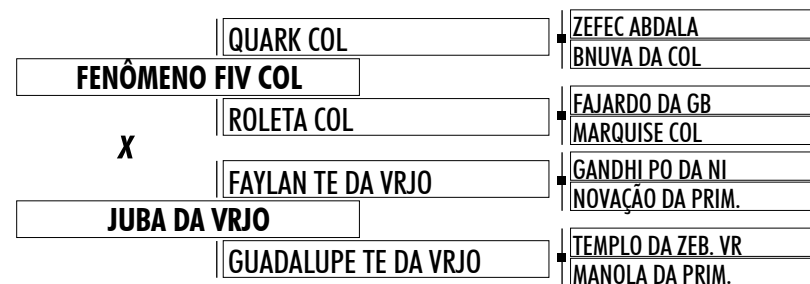 ZEFEC ABDALA
QUARK COL
BNUVA DA COL
FENÔMENO FIV COL
FAJARDO DA GB
ROLETA COL
MARQUISE COL
X
GANDHI PO DA NI
FAYLAN TE DA VRJO
NOVAÇÃO DA PRIM.
JUBA DA VRJO
TEMPLO DA ZEB. VR
GUADALUPE TE DA VRJO
MANOLA DA PRIM.